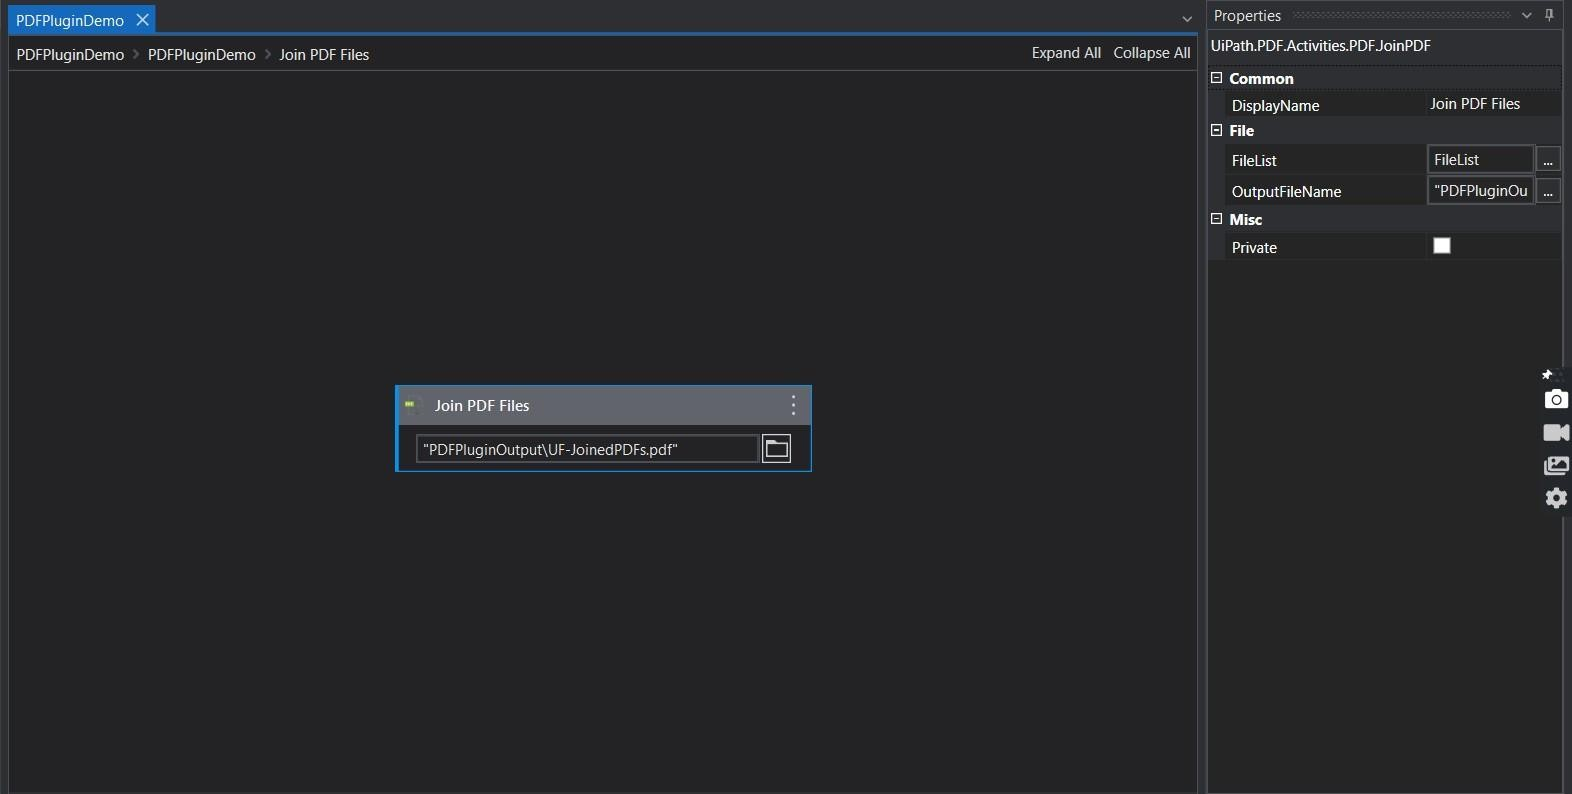 PDFPluginDemo
PDFPluginDemo > PDFPluginDemo > Join PDF Files
Expand All Collapse All
Join PDF Files
"PDFPluginOutput\UF-JoinedPDFs.pdf"
Properties
UiPath.PDF.Activities.PDF.JoinPDF
Common
DisplayName Join PDF Files
File
FileList FileList ...
OutputFileName "PDFPluginOu ...
Misc
Private